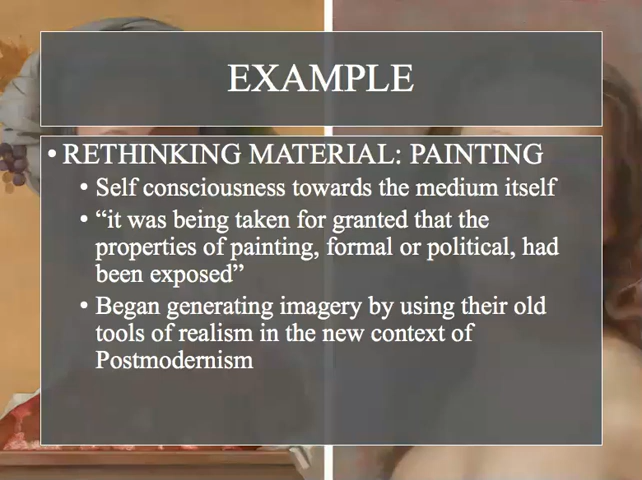 EXAMPLE
• RETHINKING MATERIAL: PAINTING
• Self consciousness towards the medium itself
• “it was being taken for granted that the
properties of painting, formal or political, had
been exposed”
• Began generating imagery by using their old
tools of realism in the new context of
Postmodernism